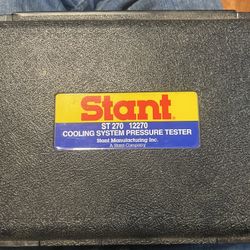 Stant
ST 270 12270
COOLING SYSTEM PRESSURE TESTER
Stant Manufacturing Inc.
A Stant Company